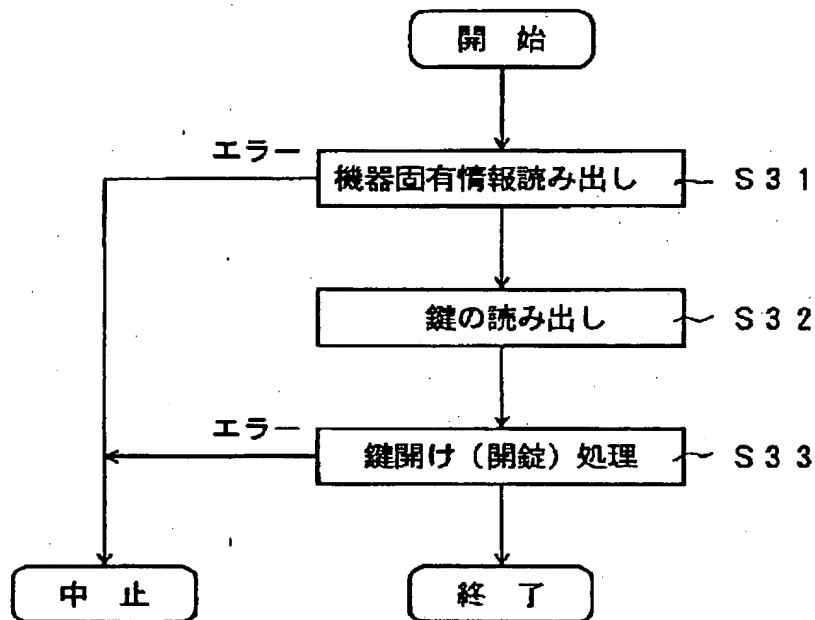 開 始
エラー
機器固有情報読み出し S31
鍵の読み出し S32
エラー
鍵開け（開錠）処理 S33
中 止
終 了